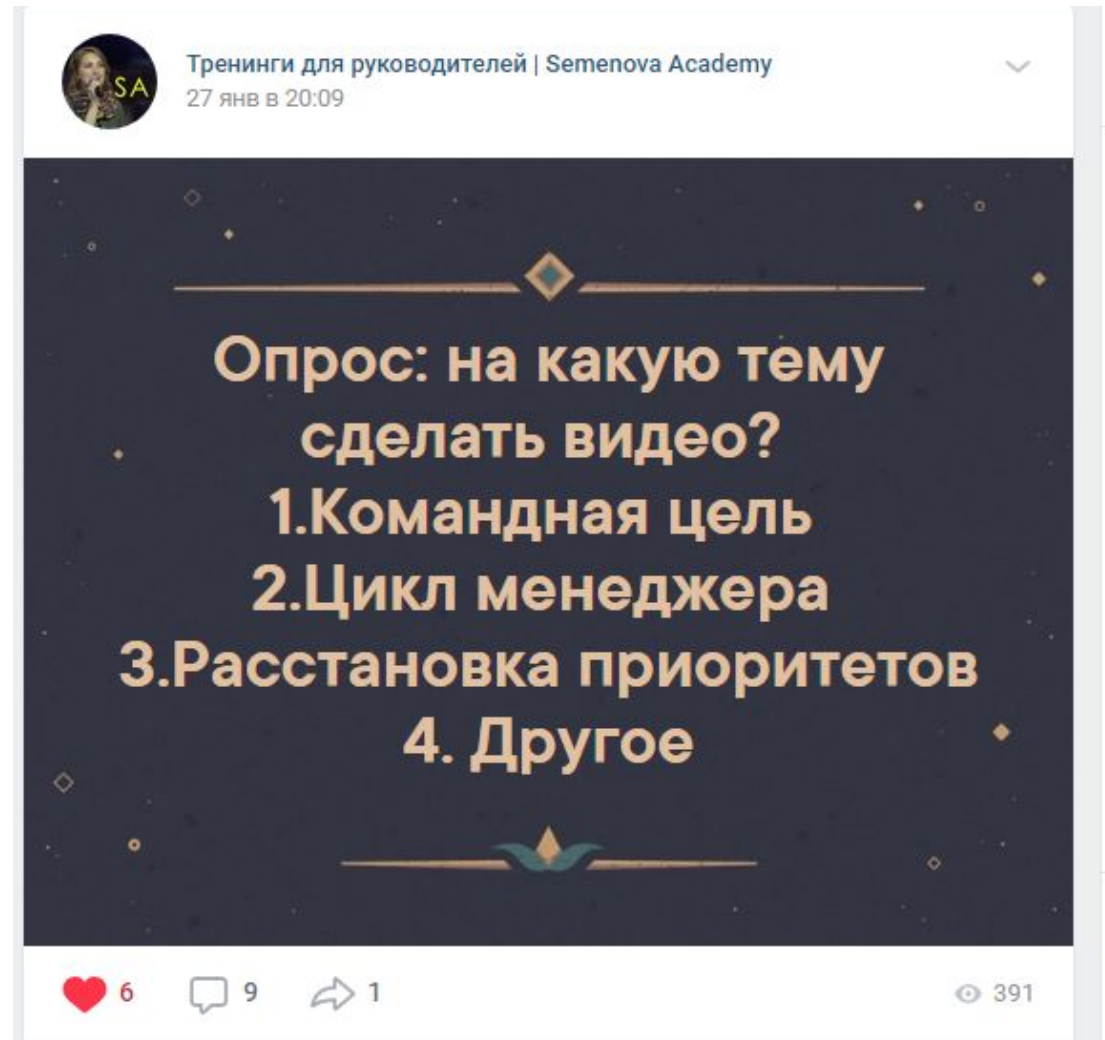 SA
Тренинги для руководителей | Semenova Academy
27 янв в 20:09
Опрос: на какую тему
сделать видео?
1.Командная цель
2.Цикл менеджера
3.Расстановка приоритетов
4. Другое
6 9 1 391